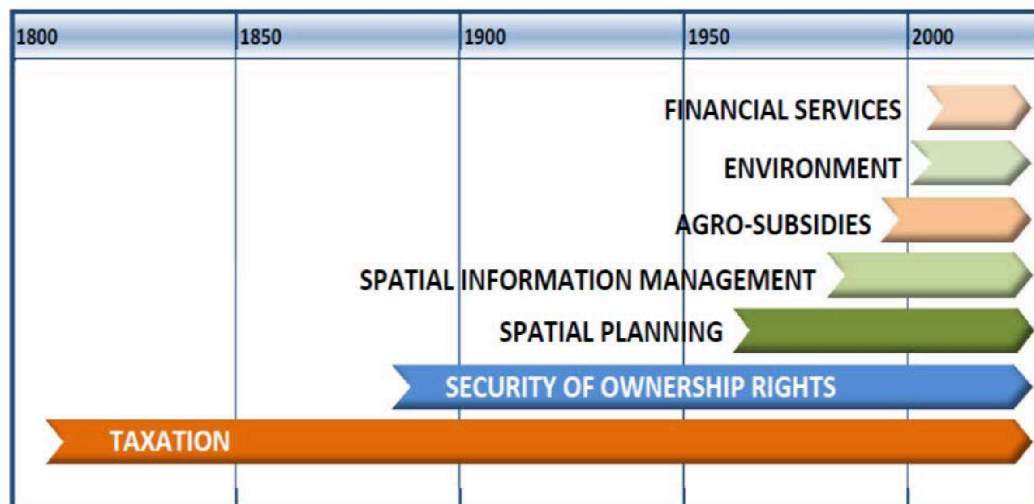 1800 1850 1900 1950 2000
FINANCIAL SERVICES
ENVIRONMENT
AGRO-SUBSIDIES
SPATIAL INFORMATION MANAGEMENT
SPATIAL PLANNING
SECURITY OF OWNERSHIP RIGHTS
TAXATION